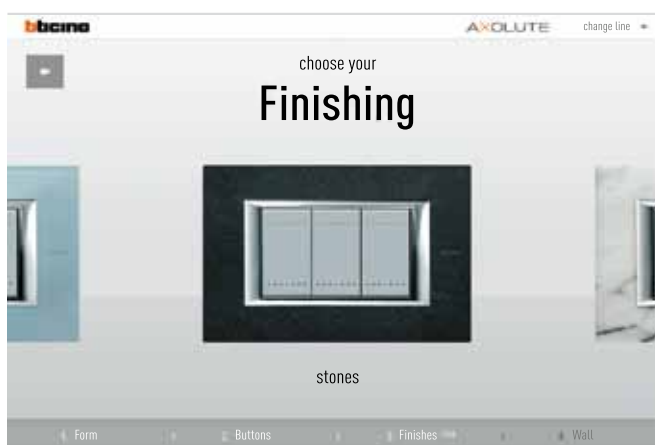 bticino
AXOLUTE
change line
choose your
Finishing
stones
Form
Buttons
Finishes
Wall